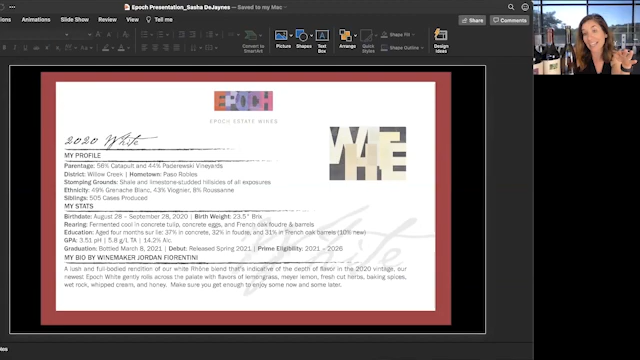 Epoch Presentation_Sasha DeJaynes — Saved to my Mac
Animations Slide Show Review View Acrobat Tell me
Share Comments
Convert to SmartArt Picture Shapes Text Box Arrange Quick Styles Shape Fill Shape Outline Design Ideas
EPOCH
EPOCH ESTATE WINES
2020 White
WHITE
MY PROFILE
Parentage: 56% Catapult and 44% Paderewski Vineyards
District: Willow Creek | Hometown: Paso Robles
Stomping Grounds: Shale and limestone-studded hillsides of all exposures
Ethnicity: 49% Grenache Blanc, 43% Viognier, 8% Roussanne
Siblings: 505 Cases Produced
MY STATS
Birthdate: August 28 – September 28, 2020 | Birth Weight: 23.5° Brix
Rearing: Fermented cool in concrete tulip, concrete eggs, and French oak foudre & barrels
Education: Aged four months sur lie: 37% in concrete, 32% in foudre, and 31% in French oak barrels (10% new)
GPA: 3.51 pH | 5.8 g/L TA | 14.2% Alc
Graduation: Bottled March 8, 2021 | Debut: Released Spring 2021 | Prime Eligibility: 2021 – 2026
MY BIO BY WINEMAKER JORDAN FIORENTINI
A lush and full-bodied rendition of our white Rhône blend that's indicative of the depth of flavor in the 2020 vintage, our
newest Epoch White gently rolls across the palate with flavors of lemongrass, meyer lemon, fresh cut herbs, baking spices,
wet rock, whipped cream, and honey. Make sure you get enough to enjoy some now and some later.
White